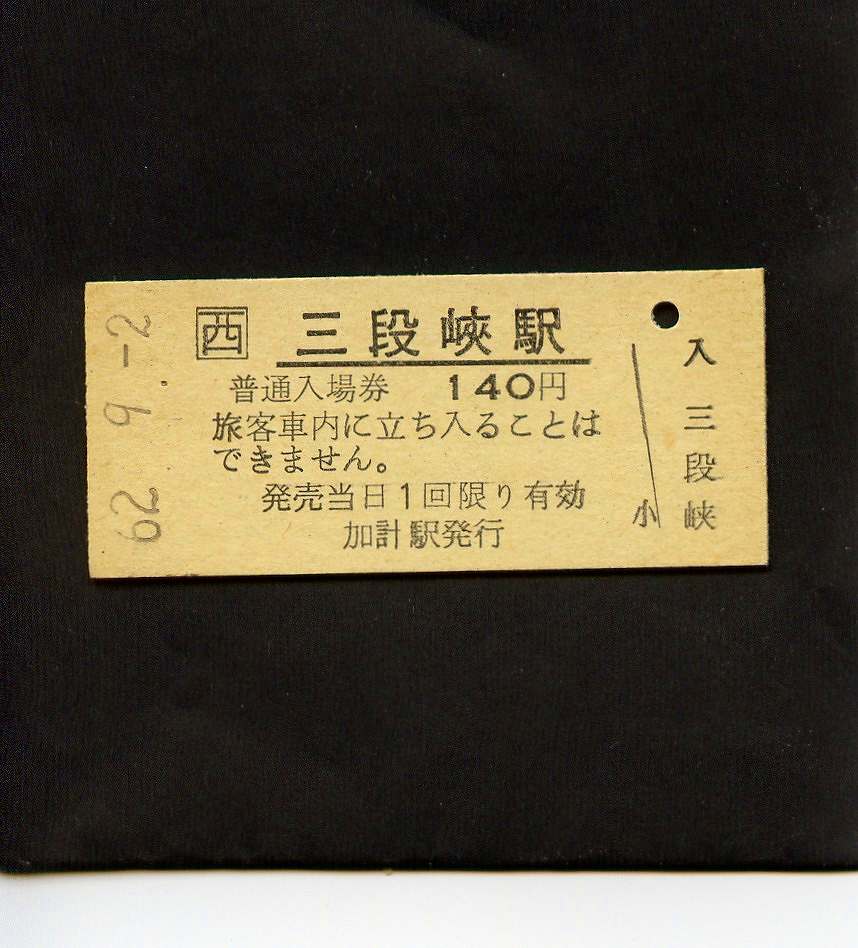 62.9.-2
西 三段峡駅
普通入場券 140円
旅客車内に立ち入ることは
できません。
発売当日1回限り有効
加計駅発行
小
入
三段峡